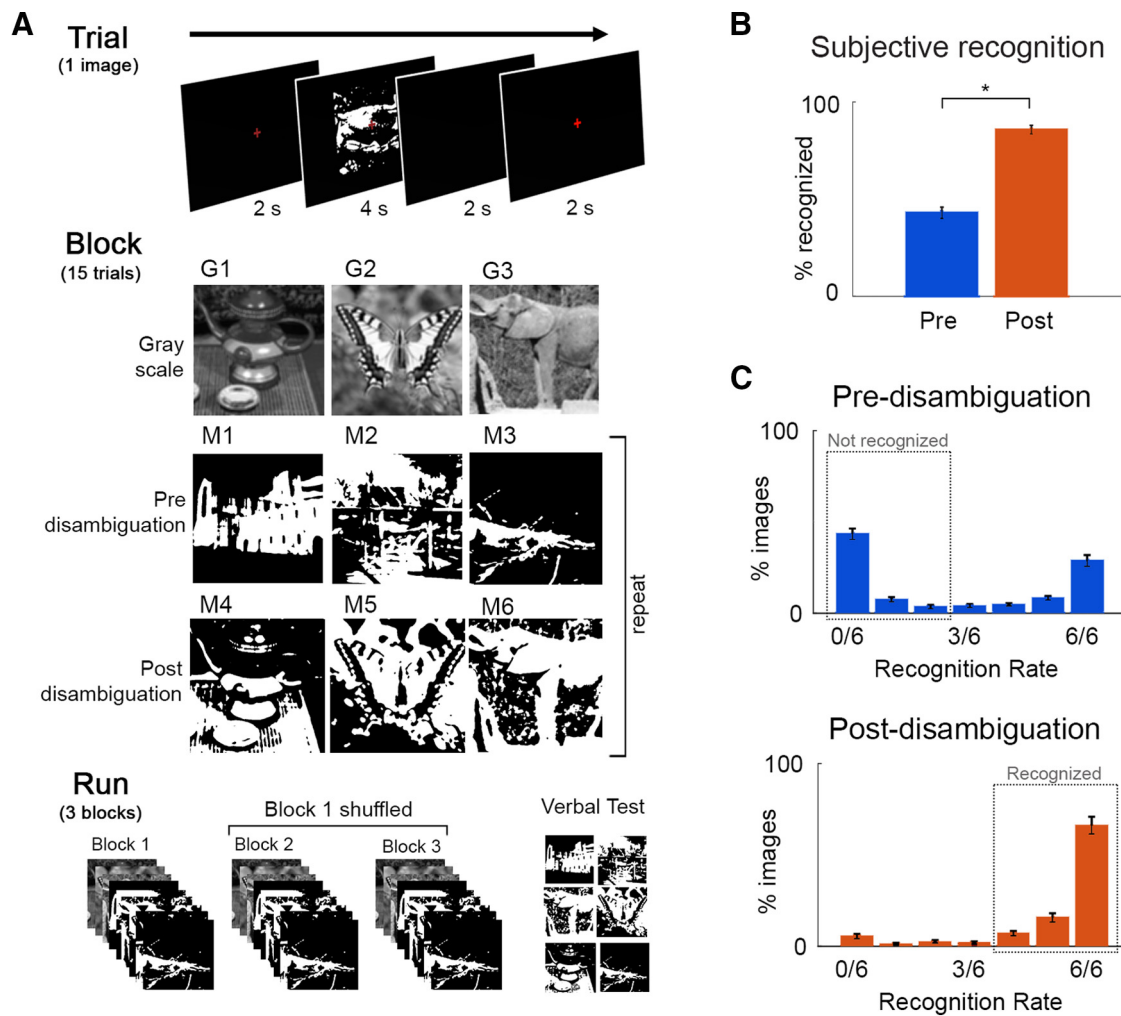 A
Trial
(1 image)
2 s
4 s
2 s
2 s
Block
(15 trials)
G1
G2
G3
Gray
scale
M1
M2
M3
Pre
disambiguation
M4
M5
M6
Post
disambiguation
repeat
Run
(3 blocks)
Block 1 shuffled
Block 1
Block 2
Block 3
Verbal Test
B
Subjective recognition
*
100
0
% recognized
Pre
Post
C
Pre-disambiguation
100
Not recognized
% images
0
0/6
3/6
6/6
Recognition Rate
Post-disambiguation
100
Recognized
% images
0
0/6
3/6
6/6
Recognition Rate